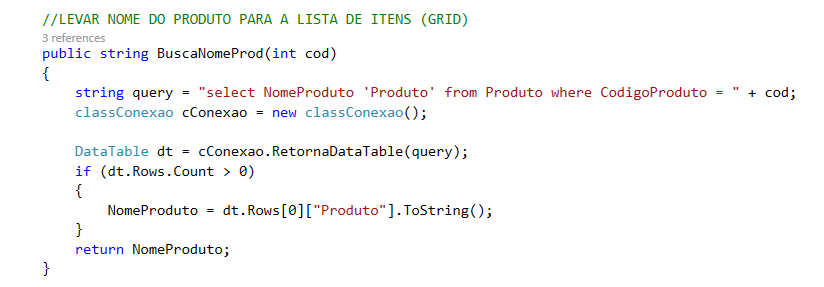 //LEVAR NOME DO PRODUTO PARA A LISTA DE ITENS (GRID)
3 references
public string BuscaNomeProd(int cod)
{
string query = "select NomeProduto 'Produto' from Produto where CodigoProduto = " + cod;
classConexao cConexao = new classConexao();
DataTable dt = cConexao.RetornaDataTable(query);
if (dt.Rows.Count > 0)
{
NomeProduto = dt.Rows[0]["Produto"].ToString();
}
return NomeProduto;
}